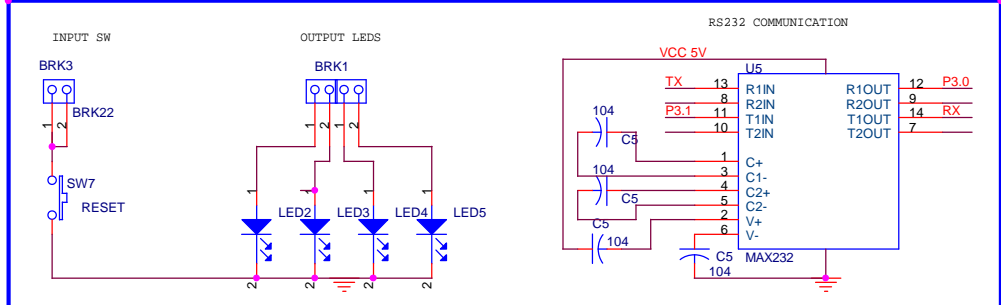 RS232 COMMUNICATION
INPUT SW
OUTPUT LEDS
BRK3
BRK1
BRK22
1
2
1
2
3
4
SW7
RESET
1
1
1
1
LED2
LED3
LED4
LED5
2
2
2
2
VCC 5V
U5
TX 13 R1IN R1OUT 12 P3.0
8 R2IN R2OUT 9
P3.1 11 T1IN T1OUT 14 RX
10 T2IN T2OUT 7
104
C5
1 C+
3 C1-
104
4 C2+
C5
5 C2-
C5
2 V+
104
6 V-
C5
MAX232
104